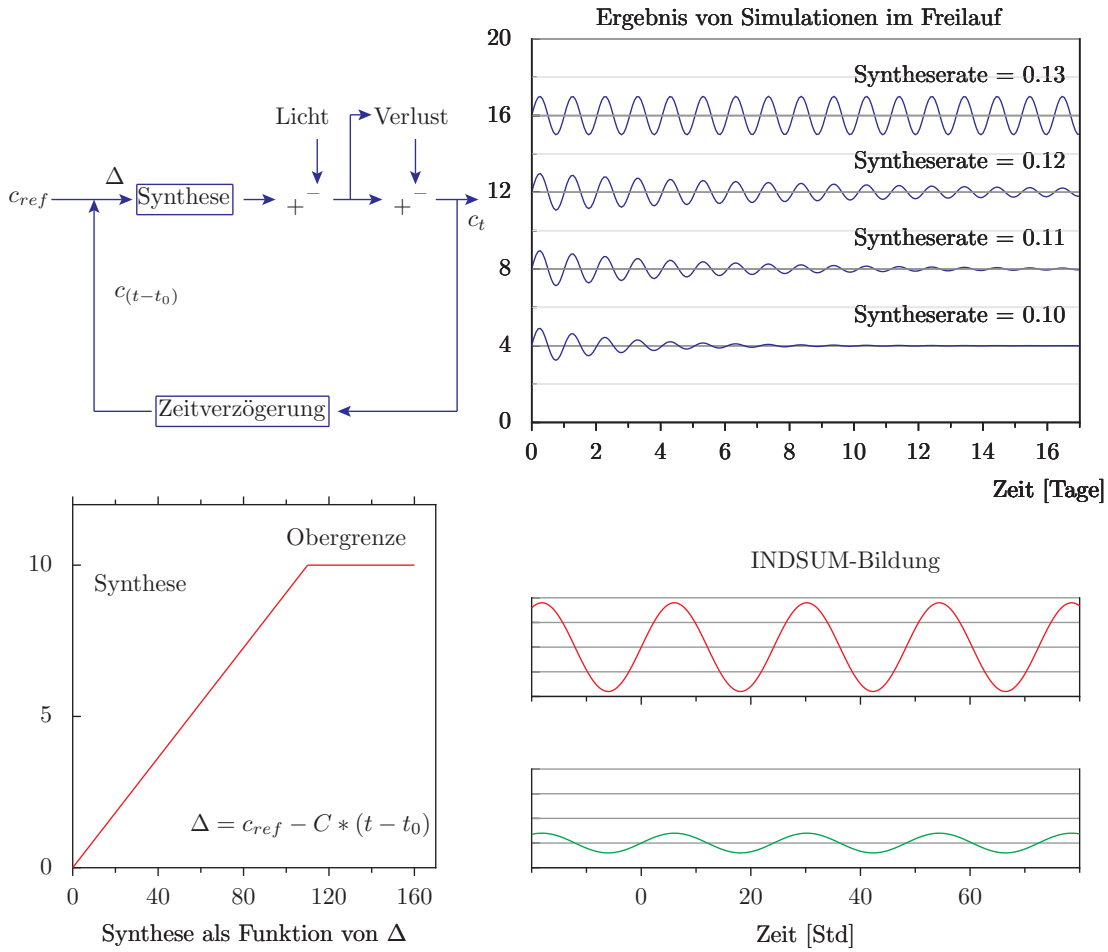 Ergebnis von Simulationen im Freilauf
Licht
Verlust
c_ref
Δ
Synthese
+
−
+
−
c_t
c_(t−t_0)
Zeitverzögerung
20
16
12
8
4
0
Syntheserate = 0.13
Syntheserate = 0.12
Syntheserate = 0.11
Syntheserate = 0.10
0 2 4 6 8 10 12 14 16
Zeit [Tage]
10
5
0
Obergrenze
Synthese
Δ = c_ref − C ∗ (t − t_0)
0 40 80 120 160
Synthese als Funktion von Δ
INDSUM-Bildung
0 20 40 60
Zeit [Std]